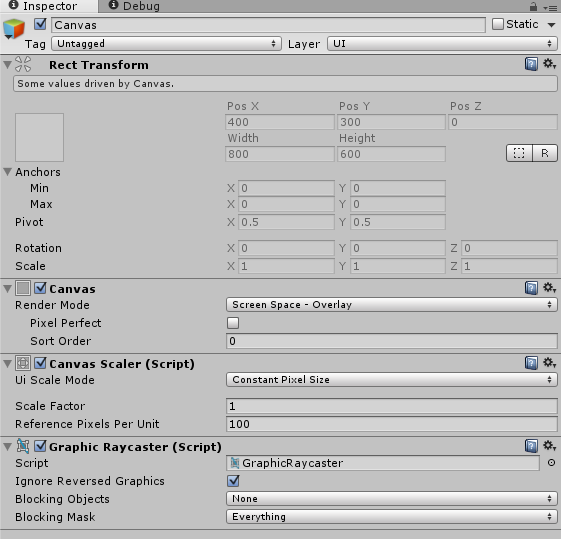 Inspector Debug
Canvas Static
Tag Untagged Layer UI
Rect Transform
Some values driven by Canvas.
Pos X Pos Y Pos Z
400 300 0
Width Height
800 600
R
Anchors
Min X 0 Y 0
Max X 0 Y 0
Pivot X 0.5 Y 0.5
Rotation X 0 Y 0 Z 0
Scale X 1 Y 1 Z 1
Canvas
Render Mode Screen Space - Overlay
Pixel Perfect
Sort Order 0
Canvas Scaler (Script)
Ui Scale Mode Constant Pixel Size
Scale Factor 1
Reference Pixels Per Unit 100
Graphic Raycaster (Script)
Script GraphicRaycaster
Ignore Reversed Graphics
Blocking Objects None
Blocking Mask Everything